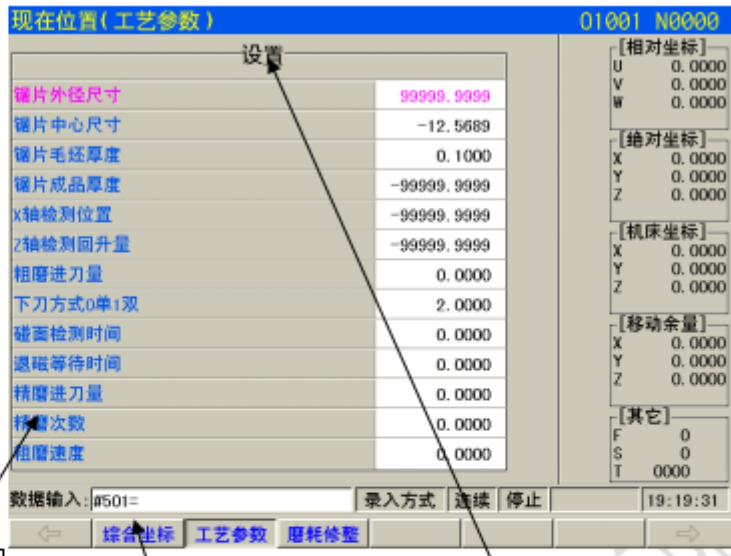 现在位置(工艺参数) O1001 N0000
设置
锯片外径尺寸 99999.9999
锯片中心尺寸 -12.5689
锯片毛坯厚度 0.1000
锯片成品厚度 -99999.9999
X轴检测位置 -99999.9999
Z轴检测回升量 -99999.9999
粗磨进刀量 0.0000
下刀方式0单1双 2.0000
碰面检测时间 0.0000
退磁等待时间 0.0000
精磨进刀量 0.0000
精磨次数 0.0000
粗磨速度 0.0000
[相对坐标]
U 0.0000
V 0.0000
W 0.0000
[绝对坐标]
X 0.0000
Y 0.0000
Z 0.0000
[机床坐标]
X 0.0000
Y 0.0000
Z 0.0000
[移动余量]
X 0.0000
Y 0.0000
Z 0.0000
[其它]
F 0
S 0
T 0000
数据输入:#501= 录入方式 连续 停止 19:19:31
综合坐标 工艺参数 磨耗修整